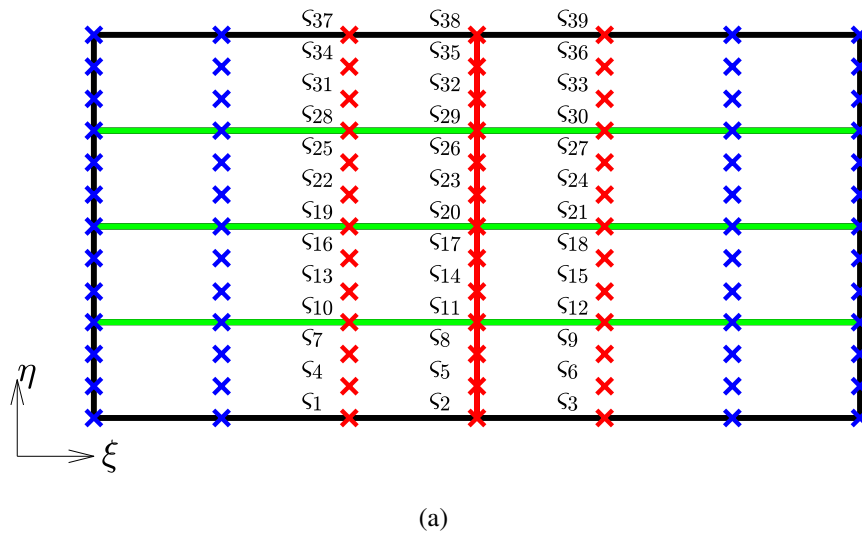 ς37 ς38 ς39
ς34 ς35 ς36
ς31 ς32 ς33
ς28 ς29 ς30
ς25 ς26 ς27
ς22 ς23 ς24
ς19 ς20 ς21
ς16 ς17 ς18
ς13 ς14 ς15
ς10 ς11 ς12
ς7 ς8 ς9
ς4 ς5 ς6
η
ς1 ς2 ς3
ξ
(a)